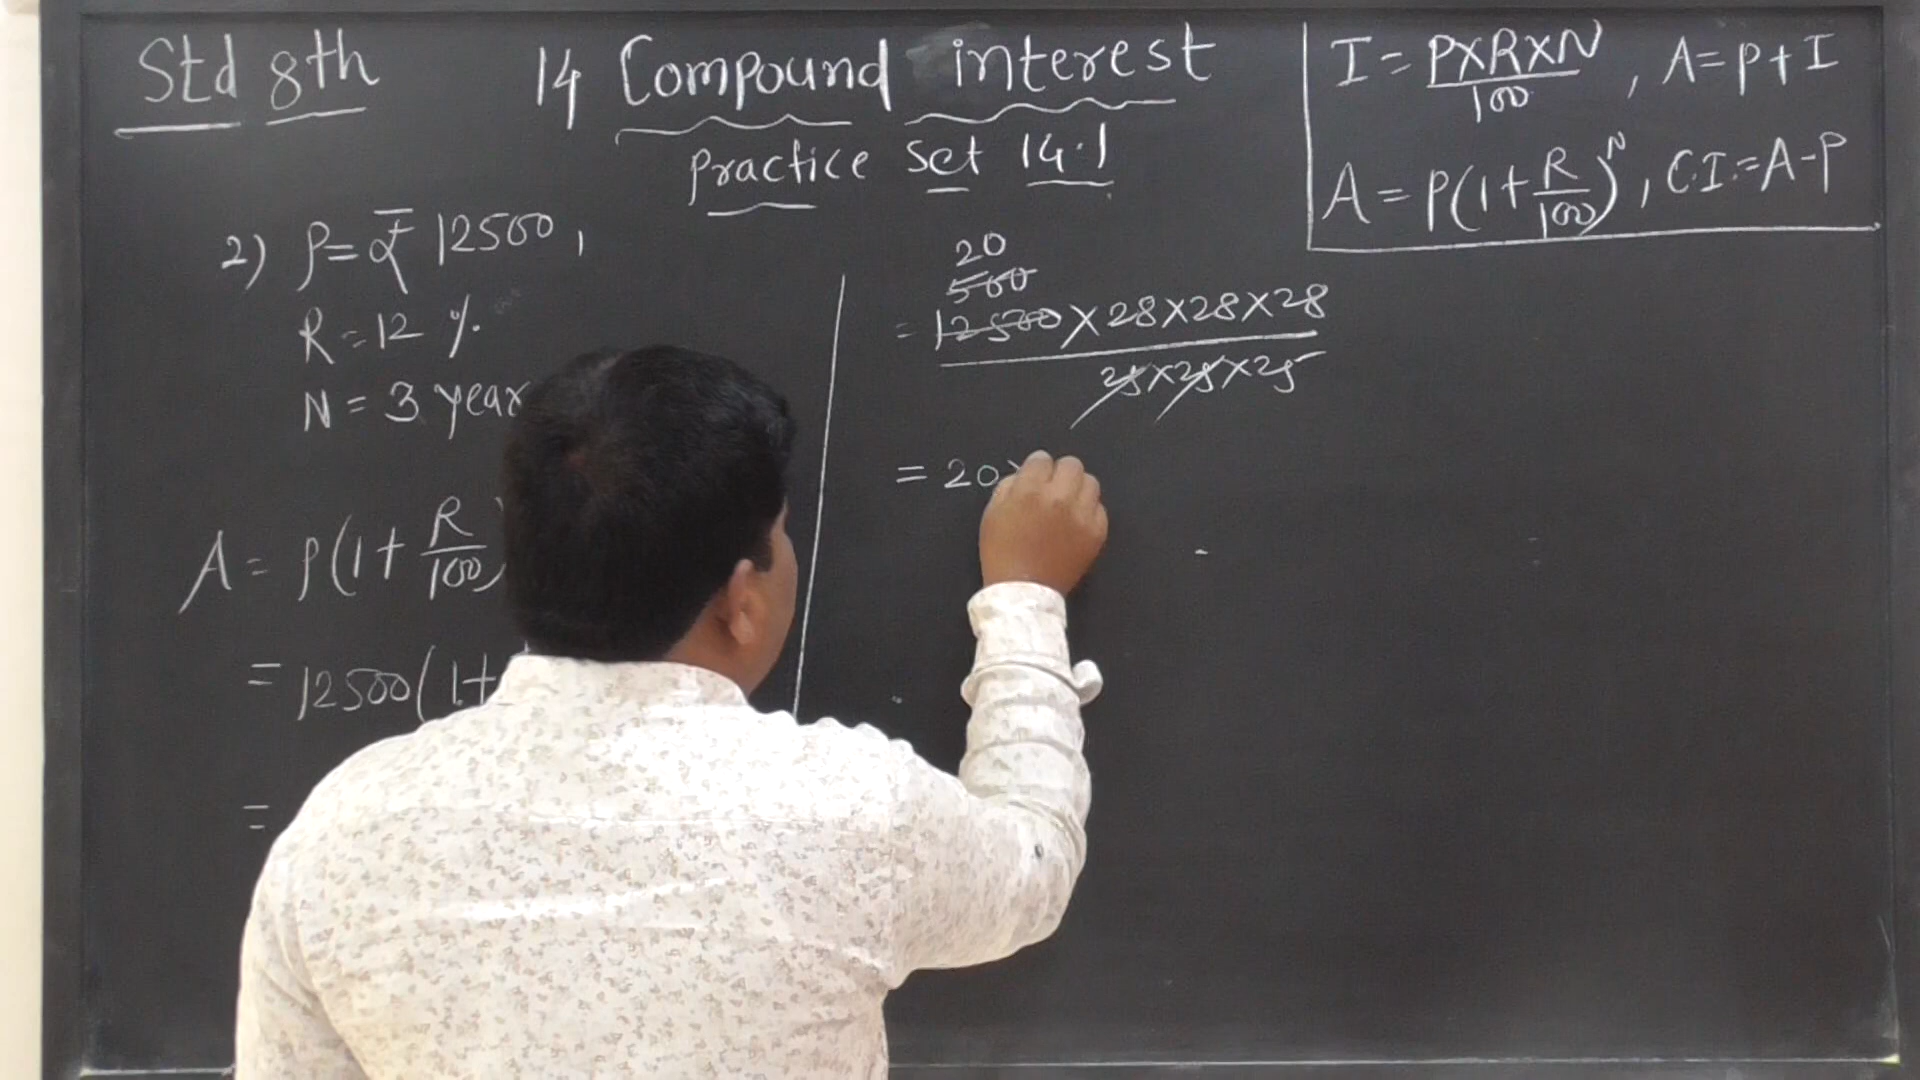 Std 8th
14 Compound interest
Practice Set 14.1
I = P×R×N/100 , A = P + I
A = P(1 + R/100)^N , C.I. = A - P
2) P = ₹ 12500 ,
R = 12 %
N = 3 year
A = P(1 + R/100)
= 12500(1+
=
20
500
= 12500 × 28 × 28 × 28
25 × 25 × 25
= 20 ×